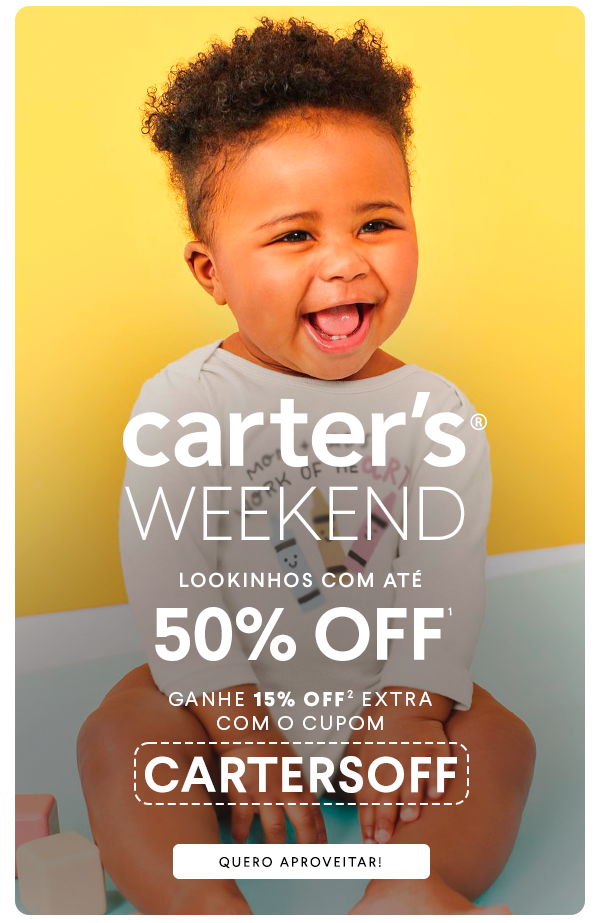 carter's®
WEEKEND
LOOKINHOS COM ATÉ
50% OFF¹
GANHE 15% OFF² EXTRA
COM O CUPOM
CARTERSOFF
QUERO APROVEITAR!